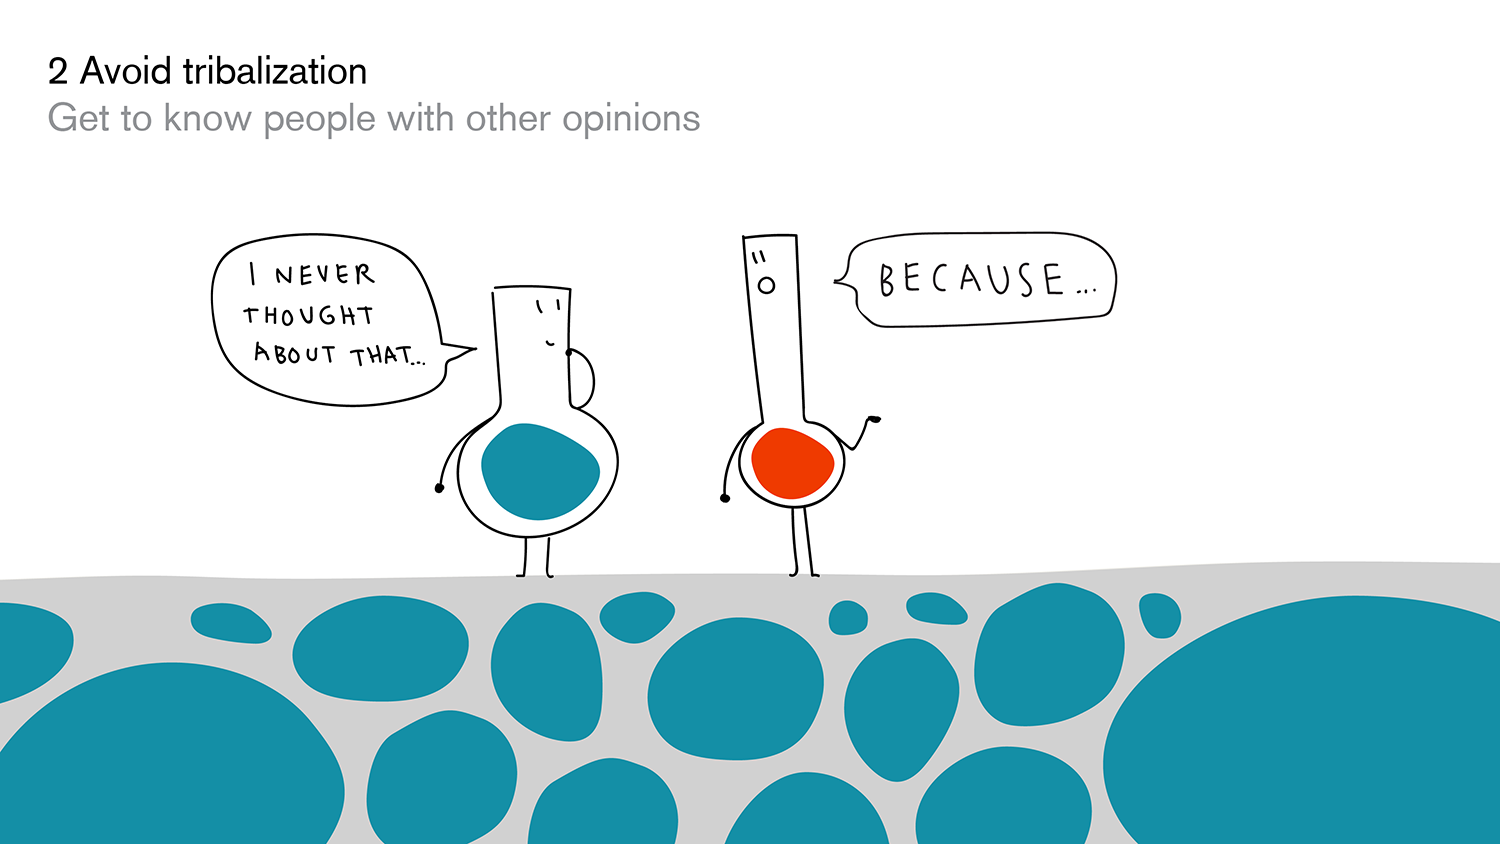 2 Avoid tribalization
Get to know people with other opinions
I NEVER
THOUGHT
ABOUT THAT...
BECAUSE...